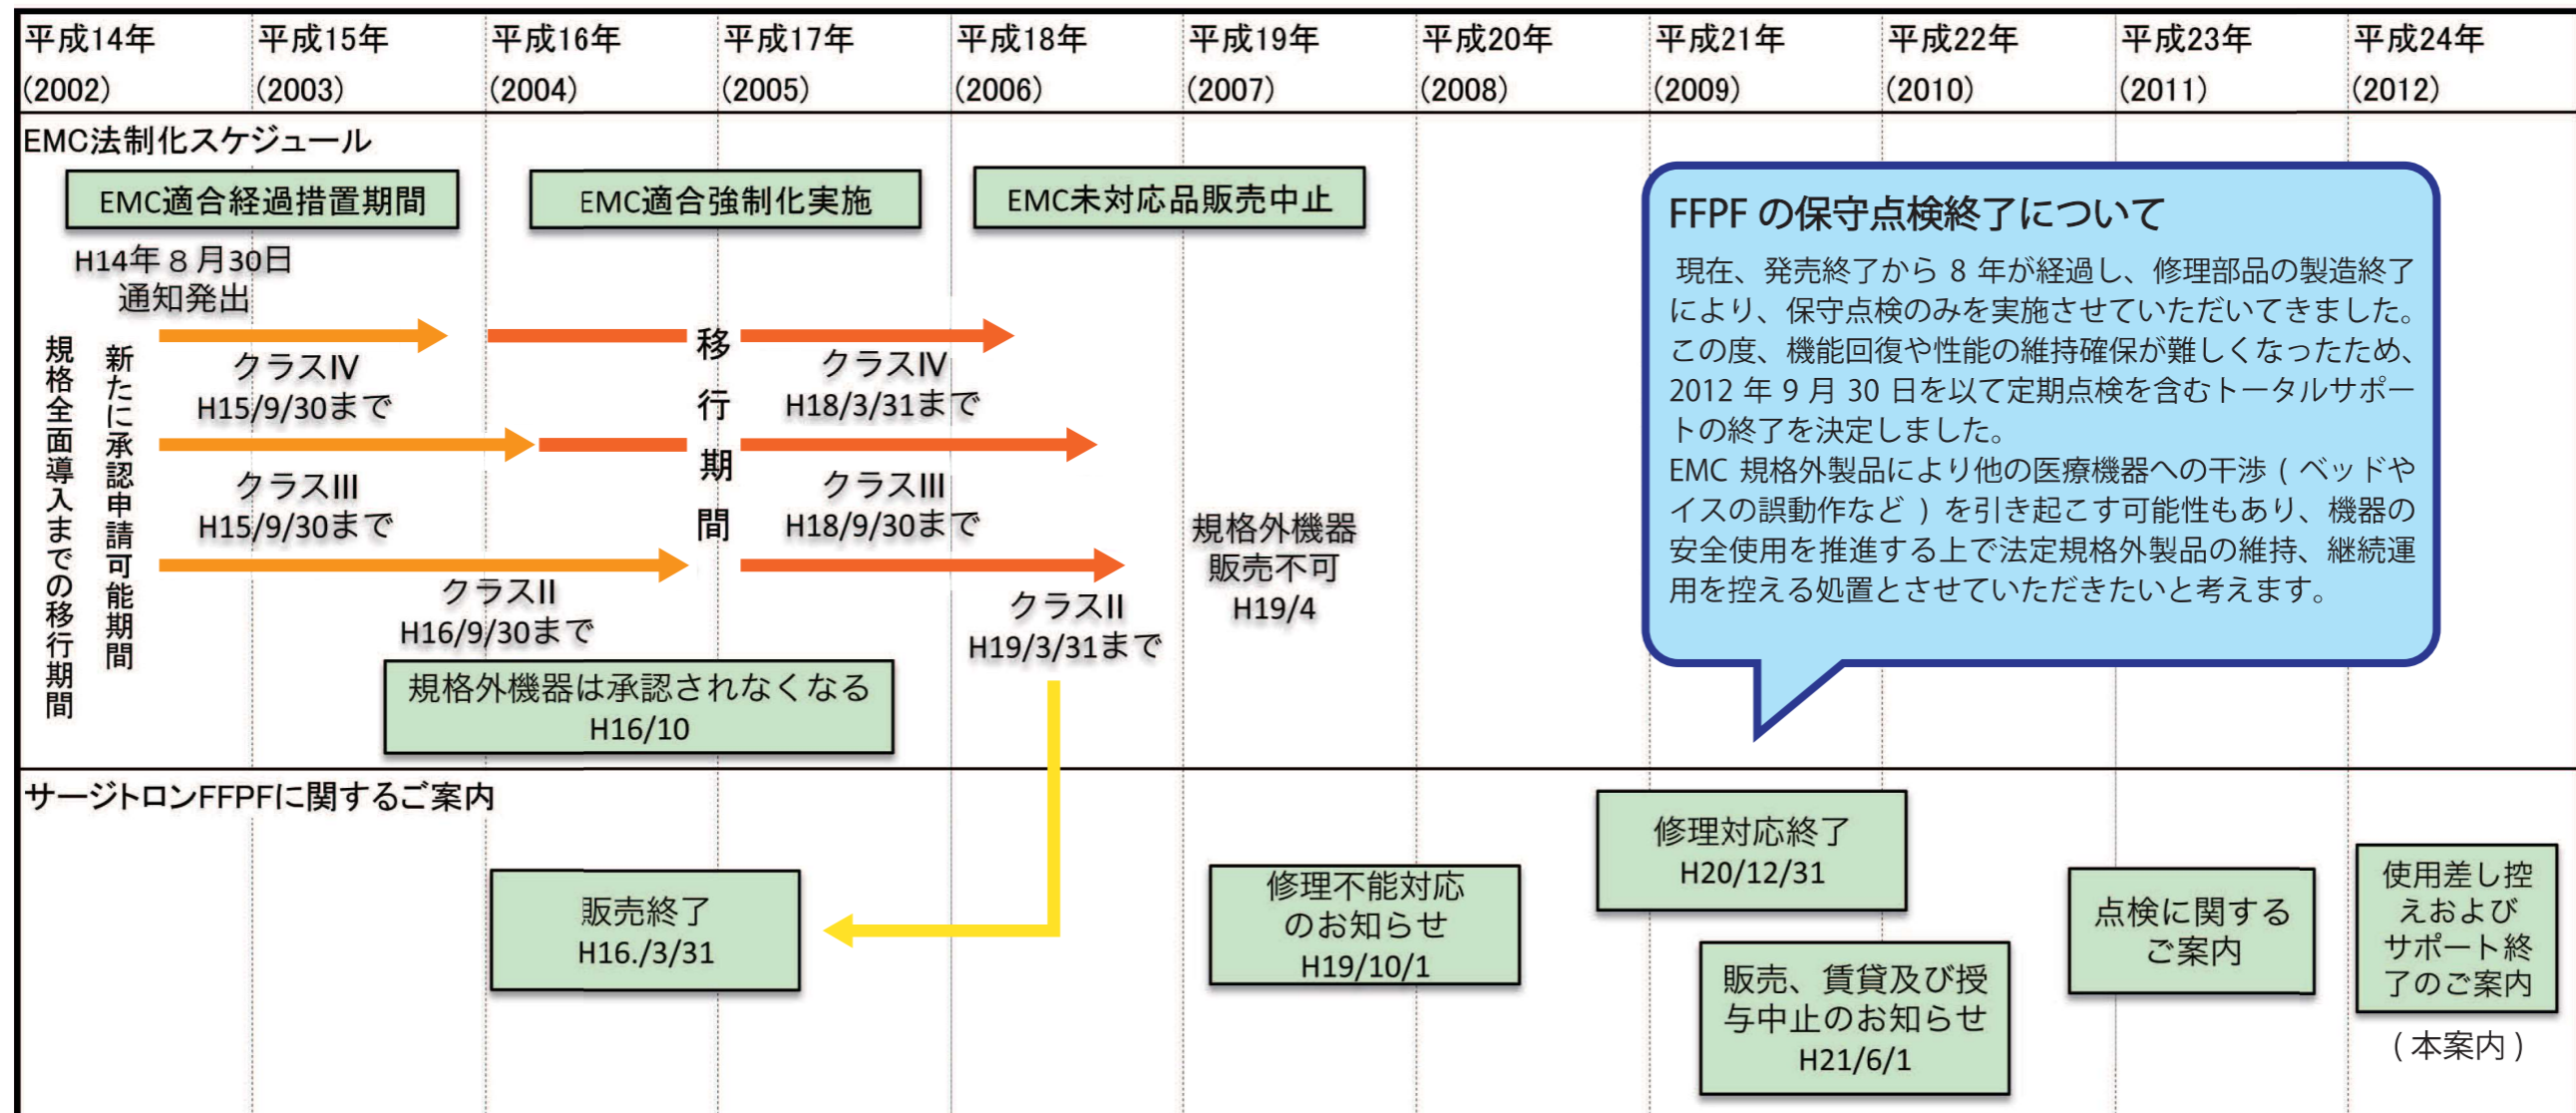 平成14年
(2002)
平成15年
(2003)
平成16年
(2004)
平成17年
(2005)
平成18年
(2006)
平成19年
(2007)
平成20年
(2008)
平成21年
(2009)
平成22年
(2010)
平成23年
(2011)
平成24年
(2012)
EMC法制化スケジュール
EMC適合経過措置期間
EMC適合強制化実施
EMC未対応品販売中止
H14年８月30日
通知発出
規格全面導入までの移行期間
新たに承認申請可能期間
クラスⅣ
H15/9/30まで
クラスIII
H15/9/30まで
クラスII
H16/9/30まで
移行期間
クラスⅣ
H18/3/31まで
クラスIII
H18/9/30まで
クラスII
H19/3/31まで
規格外機器
販売不可
H19/4
規格外機器は承認されなくなる
H16/10
FFPF の保守点検終了について
現在、発売終了から 8 年が経過し、修理部品の製造終了
により、保守点検のみを実施させていただいてきました。
この度、機能回復や性能の維持確保が難しくなったため、
2012 年 9 月 30 日を以て定期点検を含むトータルサポー
トの終了を決定しました。
EMC 規格外製品により他の医療機器への干渉 ( ベッドや
イスの誤動作など ) を引き起こす可能性もあり、機器の
安全使用を推進する上で法定規格外製品の維持、継続運
用を控える処置とさせていただきたいと考えます。
サージトロンFFPFに関するご案内
販売終了
H16./3/31
修理不能対応
のお知らせ
H19/10/1
修理対応終了
H20/12/31
販売、賃貸及び授
与中止のお知らせ
H21/6/1
点検に関する
ご案内
使用差し控
えおよび
サポート終
了のご案内
( 本案内 )